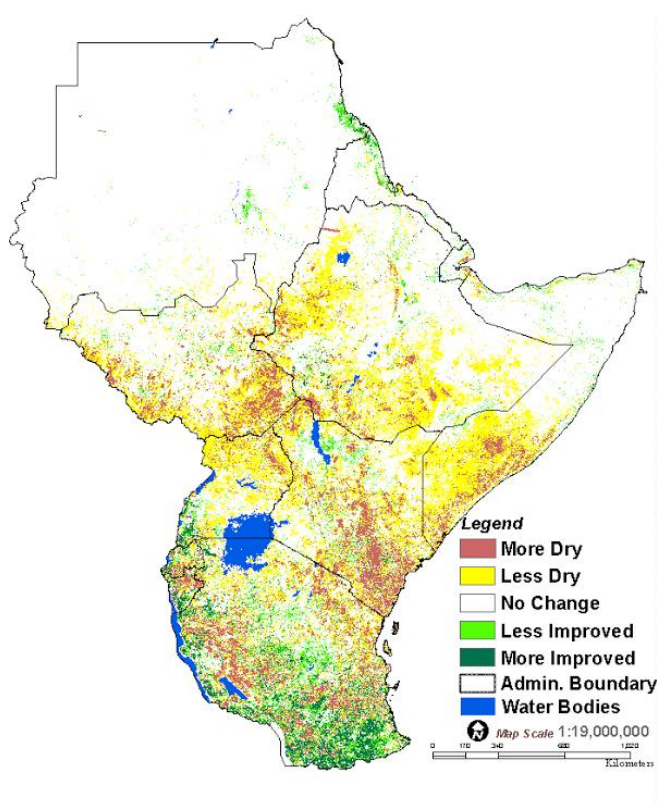 Legend
More Dry
Less Dry
No Change
Less Improved
More Improved
Admin. Boundary
Water Bodies
Map Scale 1:19,000,000
0 170 340 680 1,020
Kilometers